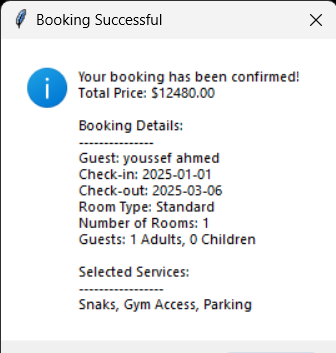 Booking Successful
Your booking has been confirmed!
Total Price: $12480.00
Booking Details:
---------------
Guest: youssef ahmed
Check-in: 2025-01-01
Check-out: 2025-03-06
Room Type: Standard
Number of Rooms: 1
Guests: 1 Adults, 0 Children
Selected Services:
-----------------
Snaks, Gym Access, Parking